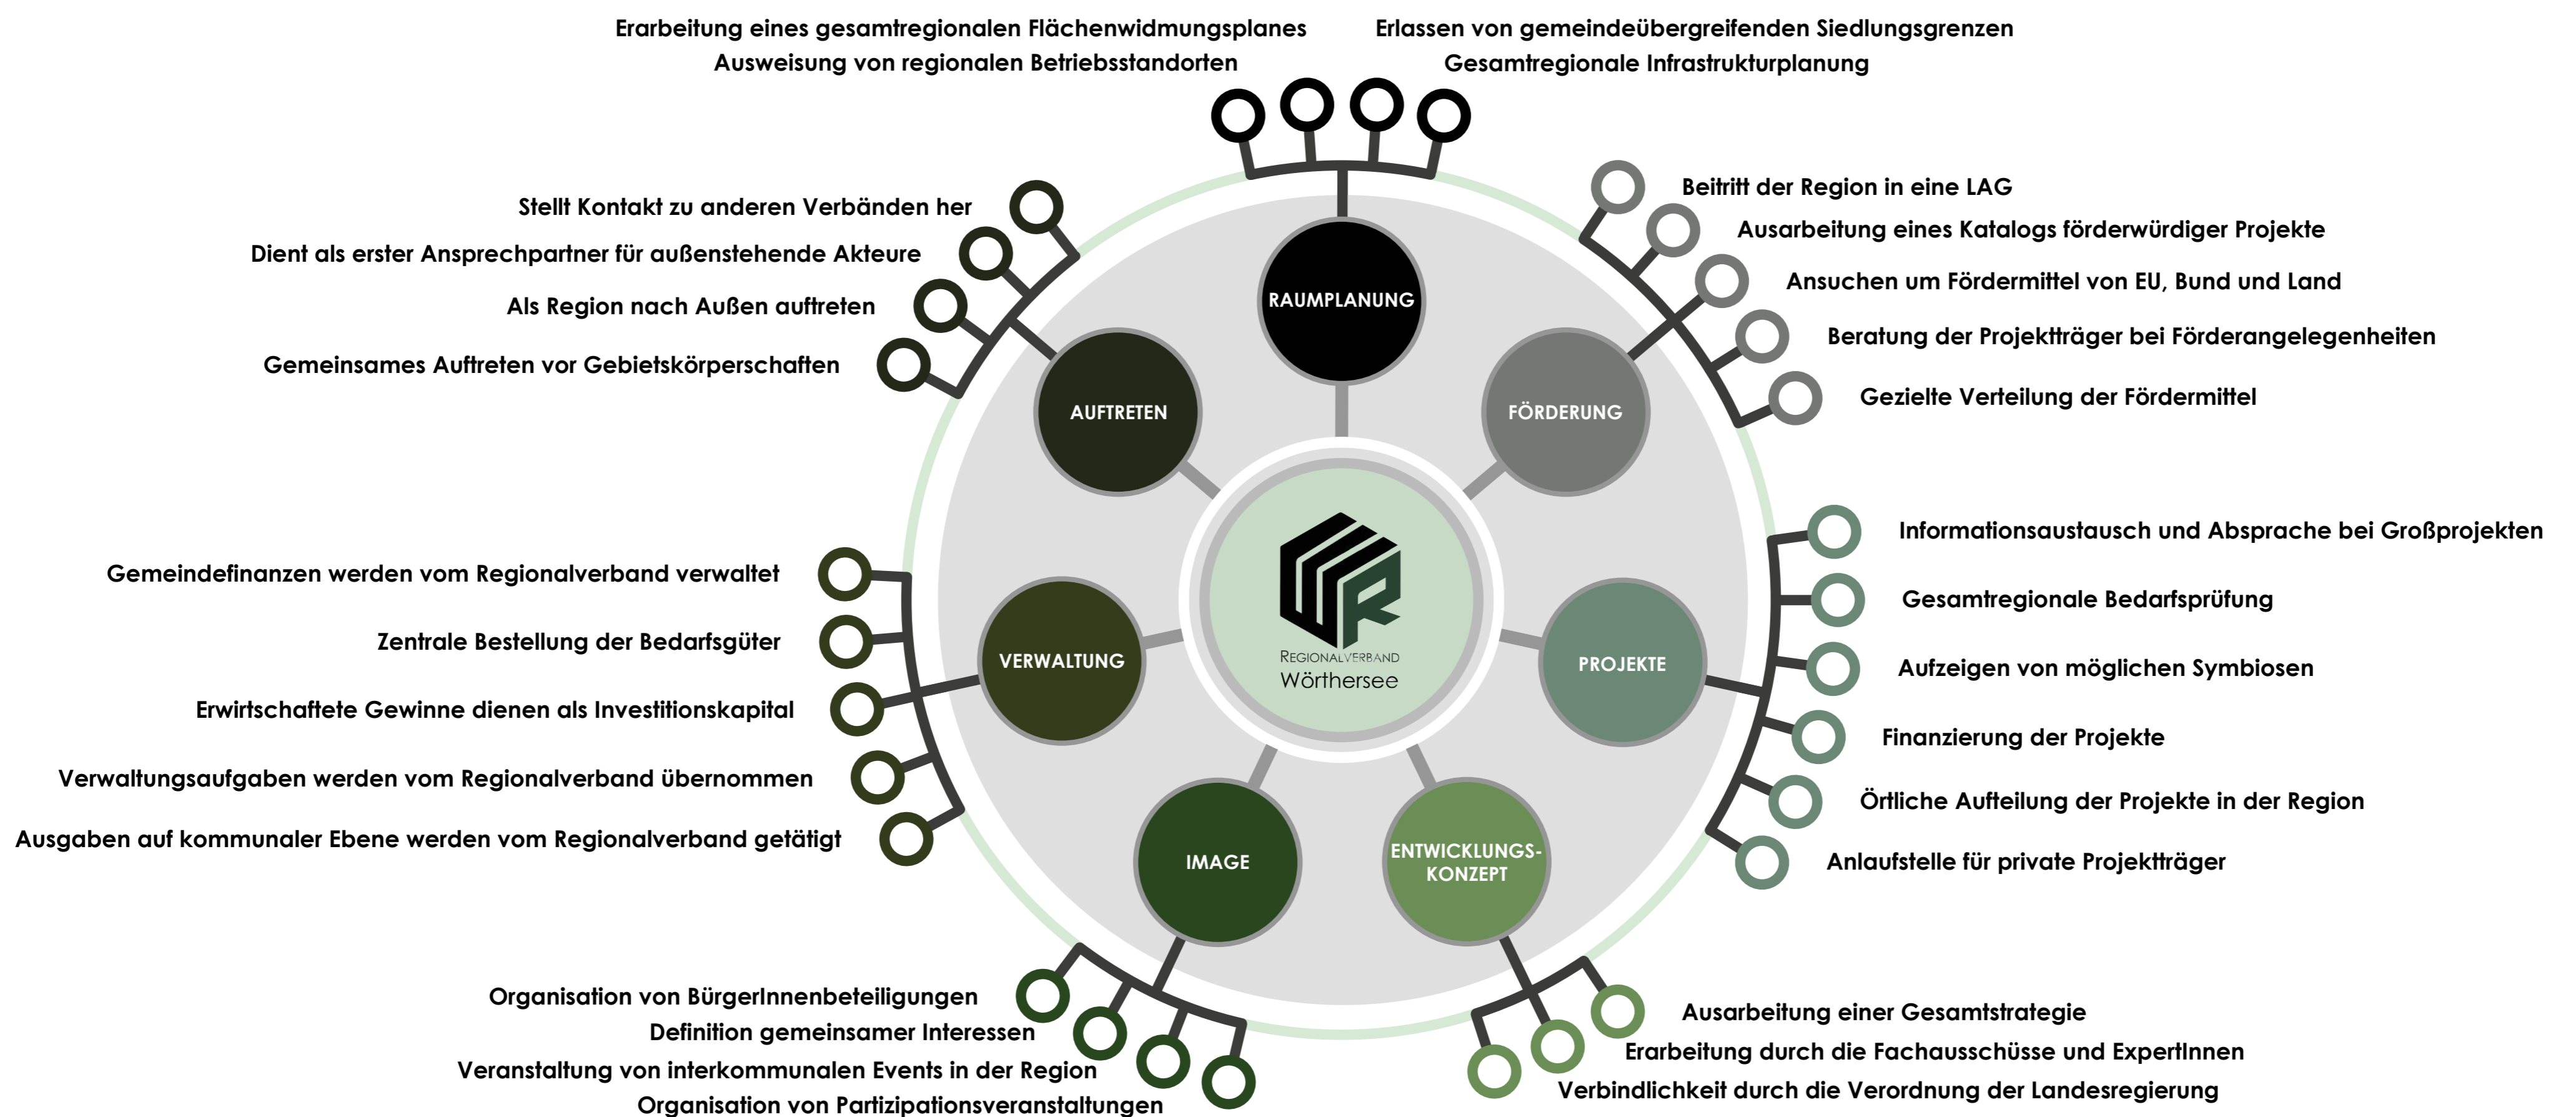 Erarbeitung eines gesamtregionalen Flächenwidmungsplanes
Ausweisung von regionalen Betriebsstandorten
Erlassen von gemeindeübergreifenden Siedlungsgrenzen
Gesamtregionale Infrastrukturplanung
RAUMPLANUNG
Beitritt der Region in eine LAG
Ausarbeitung eines Katalogs förderwürdiger Projekte
Ansuchen um Fördermittel von EU, Bund und Land
Beratung der Projektträger bei Förderangelegenheiten
Gezielte Verteilung der Fördermittel
FÖRDERUNG
Informationsaustausch und Absprache bei Großprojekten
Gesamtregionale Bedarfsprüfung
Aufzeigen von möglichen Symbiosen
Finanzierung der Projekte
Örtliche Aufteilung der Projekte in der Region
Anlaufstelle für private Projektträger
PROJEKTE
Ausarbeitung einer Gesamtstrategie
Erarbeitung durch die Fachausschüsse und ExpertInnen
Verbindlichkeit durch die Verordnung der Landesregierung
ENTWICKLUNGS-
KONZEPT
Organisation von BürgerInnenbeteiligungen
Definition gemeinsamer Interessen
Veranstaltung von interkommunalen Events in der Region
Organisation von Partizipationsveranstaltungen
IMAGE
Gemeindefinanzen werden vom Regionalverband verwaltet
Zentrale Bestellung der Bedarfsgüter
Erwirtschaftete Gewinne dienen als Investitionskapital
Verwaltungsaufgaben werden vom Regionalverband übernommen
Ausgaben auf kommunaler Ebene werden vom Regionalverband getätigt
VERWALTUNG
Stellt Kontakt zu anderen Verbänden her
Dient als erster Ansprechpartner für außenstehende Akteure
Als Region nach Außen auftreten
Gemeinsames Auftreten vor Gebietskörperschaften
AUFTRETEN
WR
REGIONALVERBAND
Wörthersee